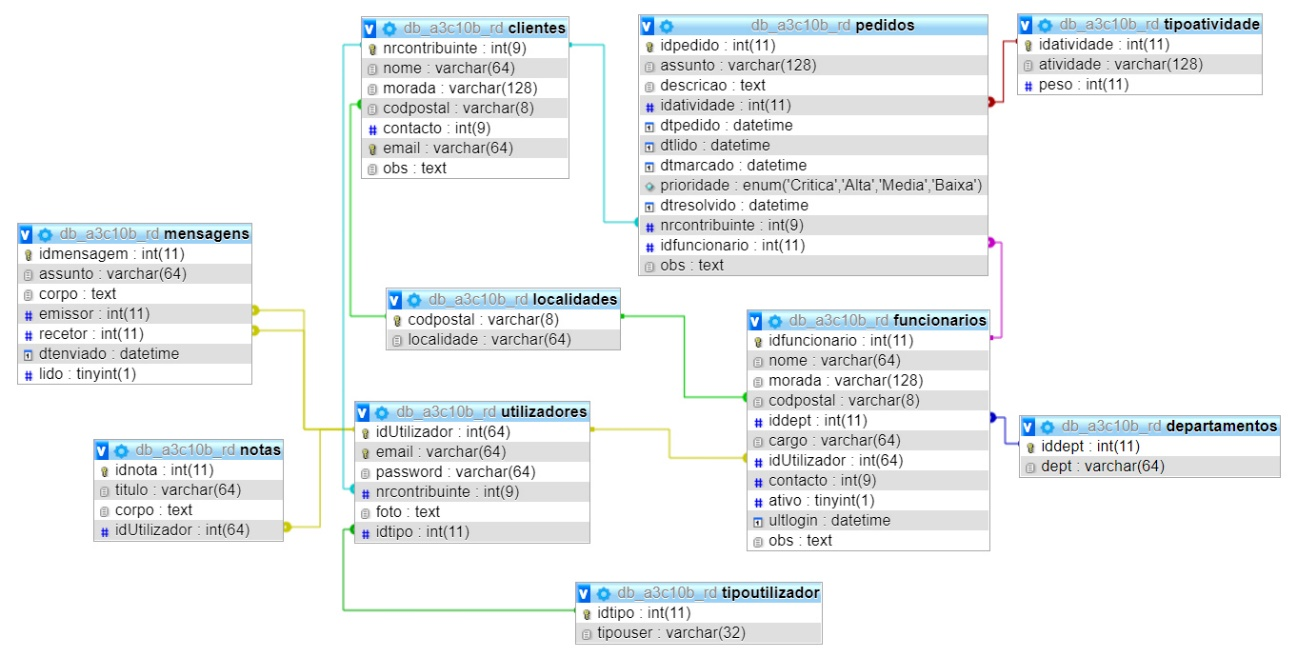 db_a3c10b_rd clientes
nrcontribuinte : int(9)
nome : varchar(64)
morada : varchar(128)
codpostal : varchar(8)
contacto : int(9)
email : varchar(64)
obs : text
db_a3c10b_rd pedidos
idpedido : int(11)
assunto : varchar(128)
descricao : text
idatividade : int(11)
dtpedido : datetime
dtlido : datetime
dtmarcado : datetime
prioridade : enum('Critica','Alta','Media','Baixa')
dtresolvido : datetime
nrcontribuinte : int(9)
idfuncionario : int(11)
obs : text
db_a3c10b_rd tipoatividade
idatividade : int(11)
atividade : varchar(128)
peso : int(11)
db_a3c10b_rd mensagens
idmensagem : int(11)
assunto : varchar(64)
corpo : text
emissor : int(11)
recetor : int(11)
dtenviado : datetime
lido : tinyint(1)
db_a3c10b_rd localidades
codpostal : varchar(8)
localidade : varchar(64)
db_a3c10b_rd funcionarios
idfuncionario : int(11)
nome : varchar(64)
morada : varchar(128)
codpostal : varchar(8)
iddept : int(11)
cargo : varchar(64)
idUtilizador : int(64)
contacto : int(9)
ativo : tinyint(1)
ultlogin : datetime
obs : text
db_a3c10b_rd utilizadores
idUtilizador : int(64)
email : varchar(64)
password : varchar(64)
nrcontribuinte : int(9)
foto : text
idtipo : int(11)
db_a3c10b_rd departamentos
iddept : int(11)
dept : varchar(64)
db_a3c10b_rd notas
idnota : int(11)
titulo : varchar(64)
corpo : text
idUtilizador : int(64)
db_a3c10b_rd tipoutilizador
idtipo : int(11)
tipouser : varchar(32)